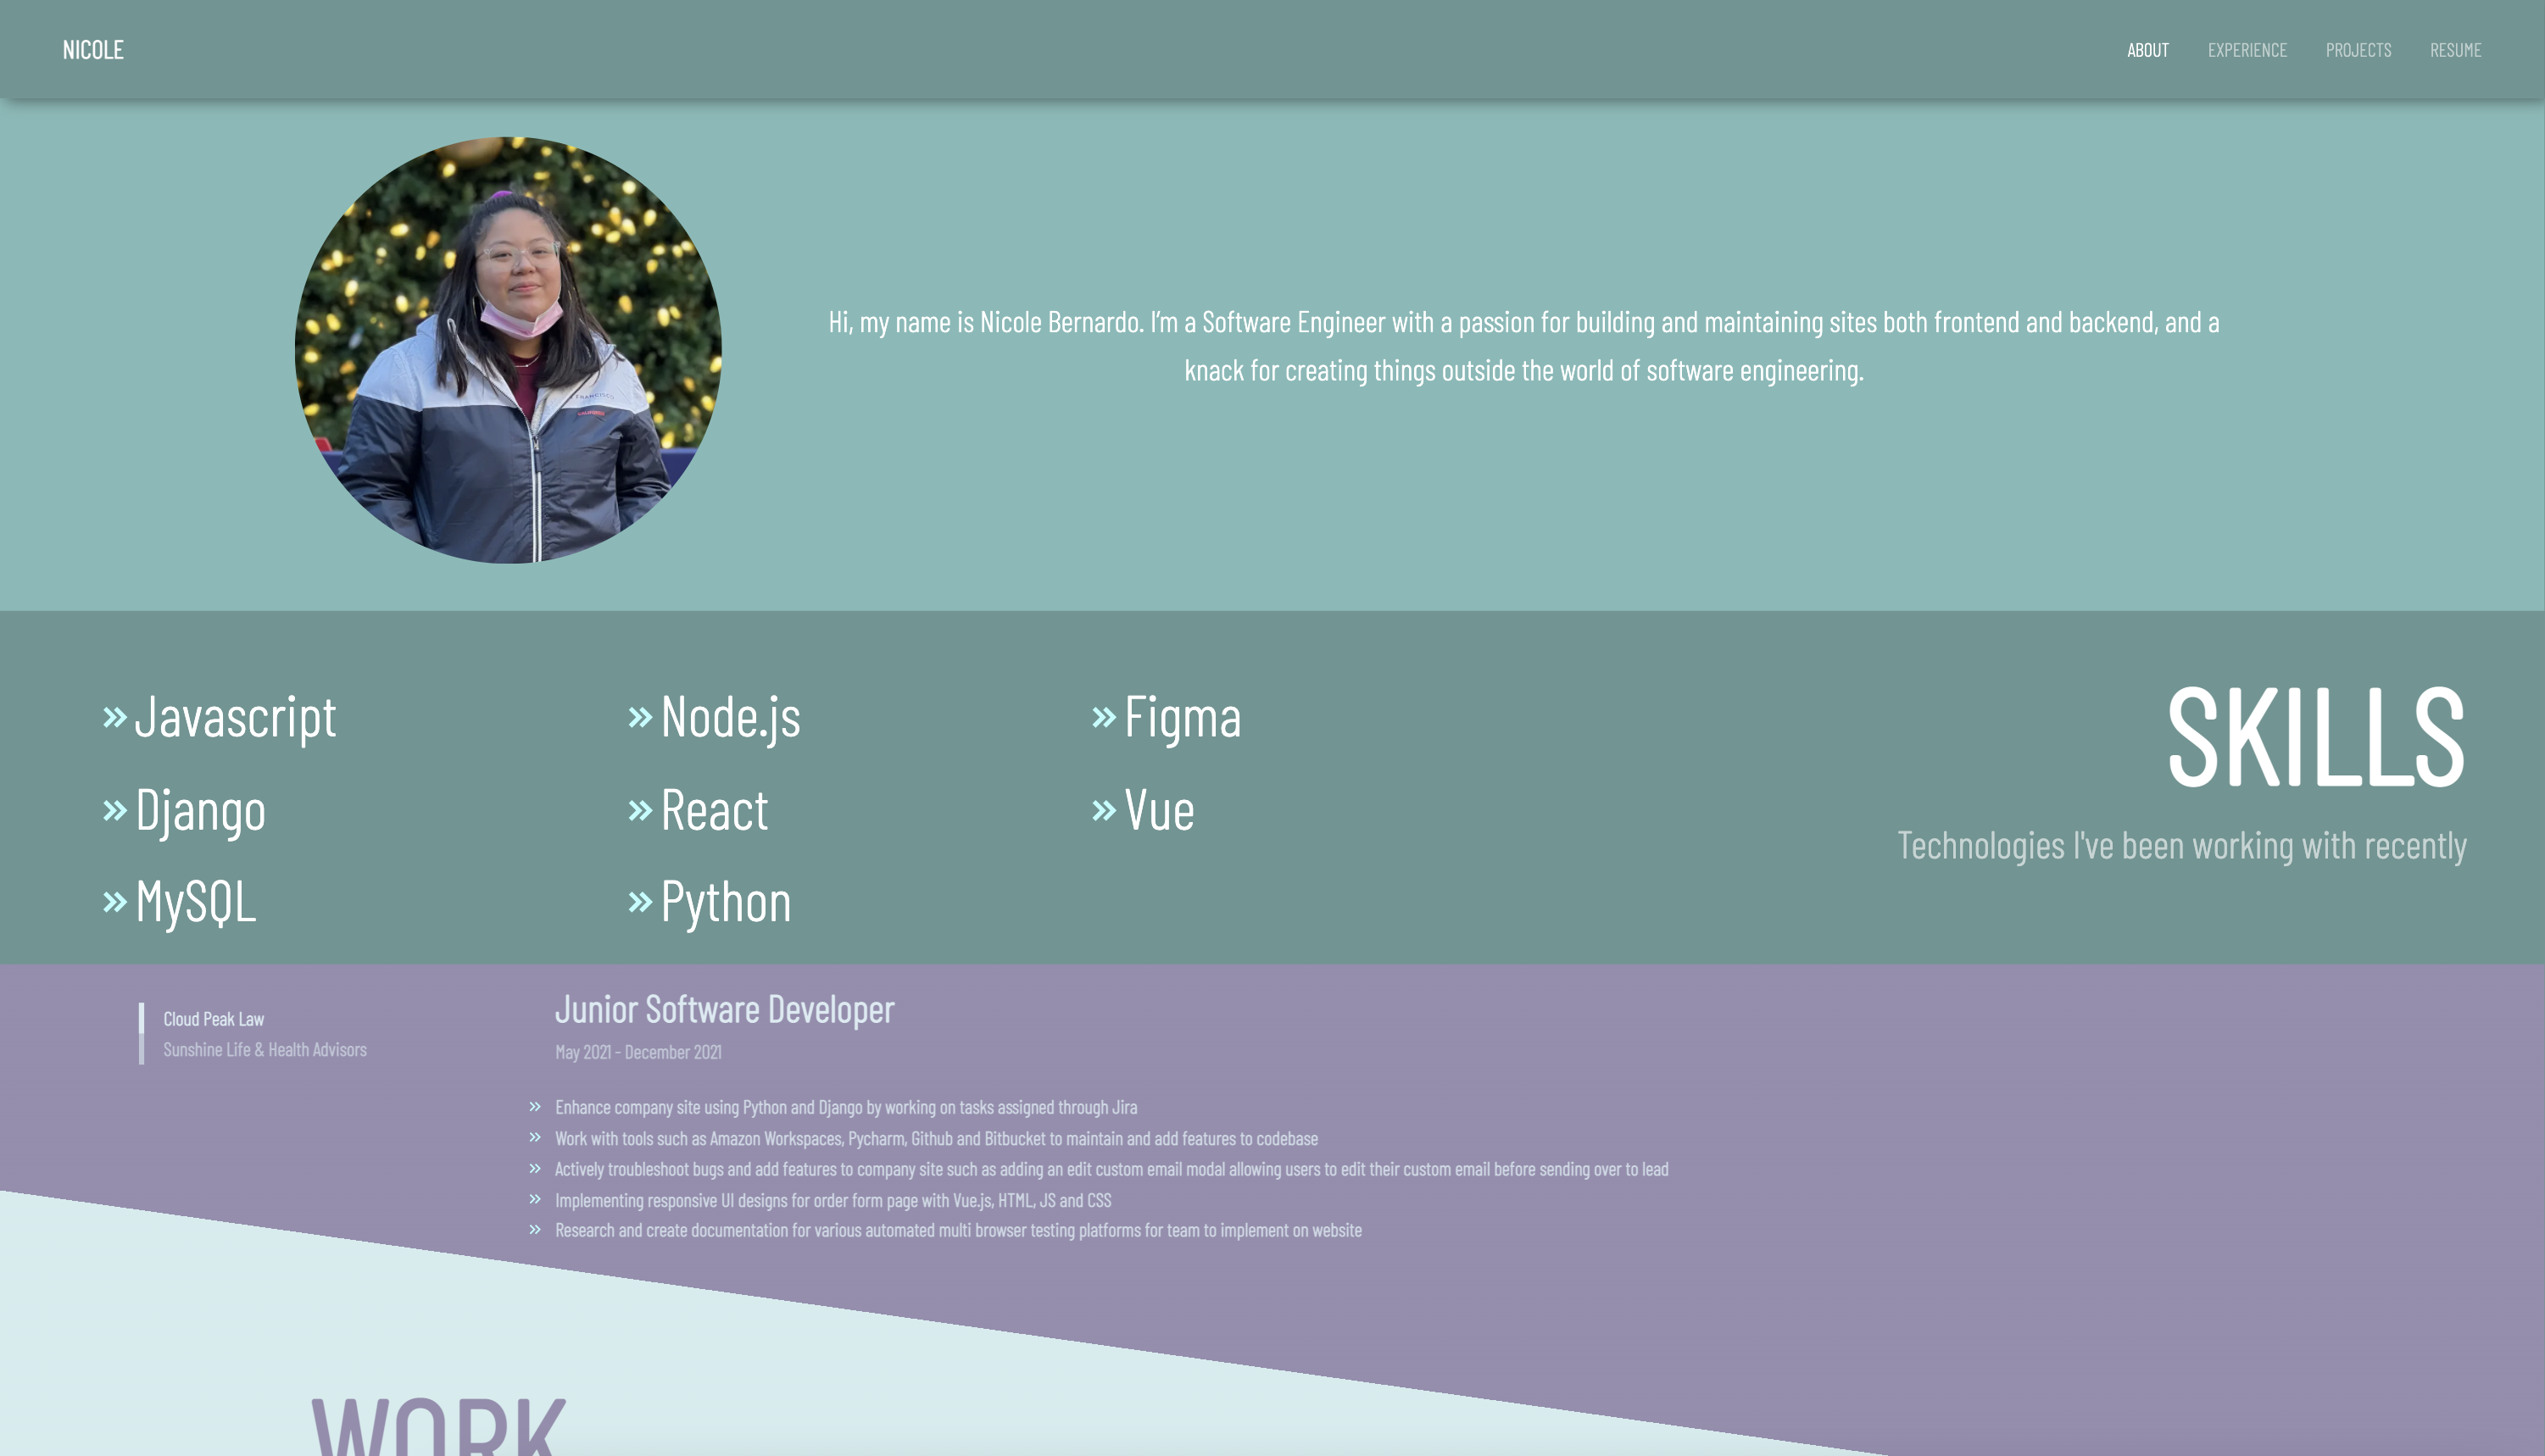 NICOLE
ABOUT EXPERIENCE PROJECTS RESUME
FRANCISCO
CALIFORNIA
Hi, my name is Nicole Bernardo. I’m a Software Engineer with a passion for building and maintaining sites both frontend and backend, and a
knack for creating things outside the world of software engineering.
» Javascript
» Django
» MySQL
» Node.js
» React
» Python
» Figma
» Vue
SKILLS
Technologies I've been working with recently
Cloud Peak Law
Sunshine Life & Health Advisors
Junior Software Developer
May 2021 - December 2021
» Enhance company site using Python and Django by working on tasks assigned through Jira
» Work with tools such as Amazon Workspaces, Pycharm, Github and Bitbucket to maintain and add features to codebase
» Actively troubleshoot bugs and add features to company site such as adding an edit custom email modal allowing users to edit their custom email before sending over to lead
» Implementing responsive UI designs for order form page with Vue.js, HTML, JS and CSS
» Research and create documentation for various automated multi browser testing platforms for team to implement on website
WORK